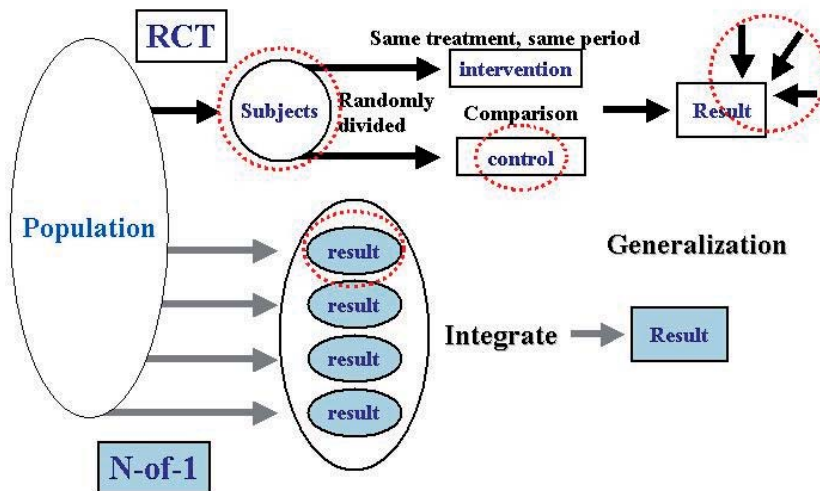 RCT
Same treatment, same period
intervention
Subjects
Randomly
divided
Comparison
control
Result
Population
result
result
result
result
Generalization
Integrate
Result
N-of-1